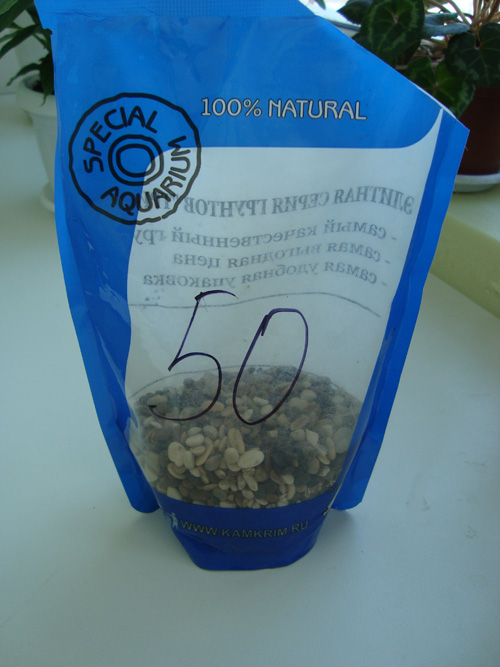 100% NATURAL
SPECIAL
AQUARIUM
ЭЛИТНАЯ СЕРИЯ ГРУНТОВ
- самый качественный гру
- самая выгодная цена
- самая удобная упаковка
50
WWW.KAMKRIM.RU